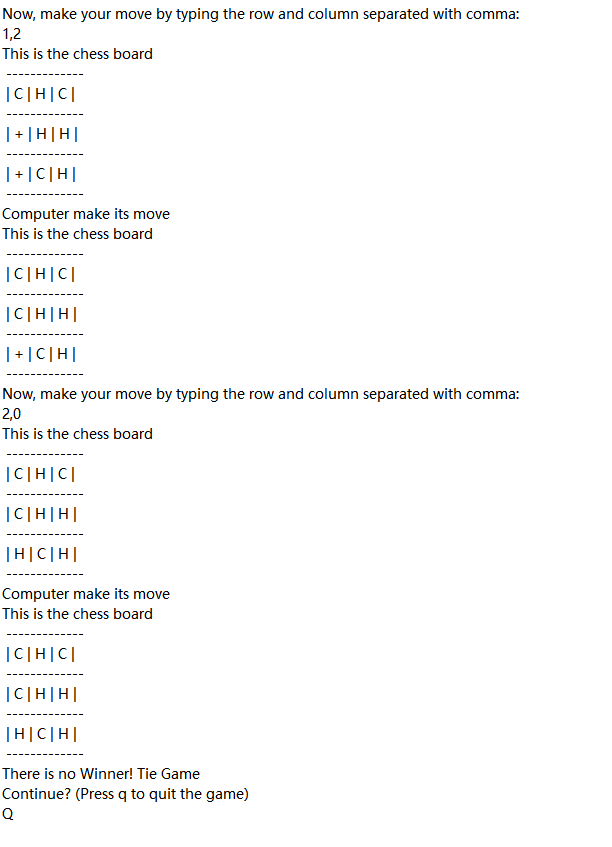 Now, make your move by typing the row and column separated with comma:
1,2
This is the chess board
-------------
|C|H|C|
-------------
|+|H|H|
-------------
|+|C|H|
-------------
Computer make its move
This is the chess board
-------------
|C|H|C|
-------------
|C|H|H|
-------------
|+|C|H|
-------------
Now, make your move by typing the row and column separated with comma:
2,0
This is the chess board
-------------
|C|H|C|
-------------
|C|H|H|
-------------
|H|C|H|
-------------
Computer make its move
This is the chess board
-------------
|C|H|C|
-------------
|C|H|H|
-------------
|H|C|H|
-------------
There is no Winner! Tie Game
Continue? (Press q to quit the game)
Q